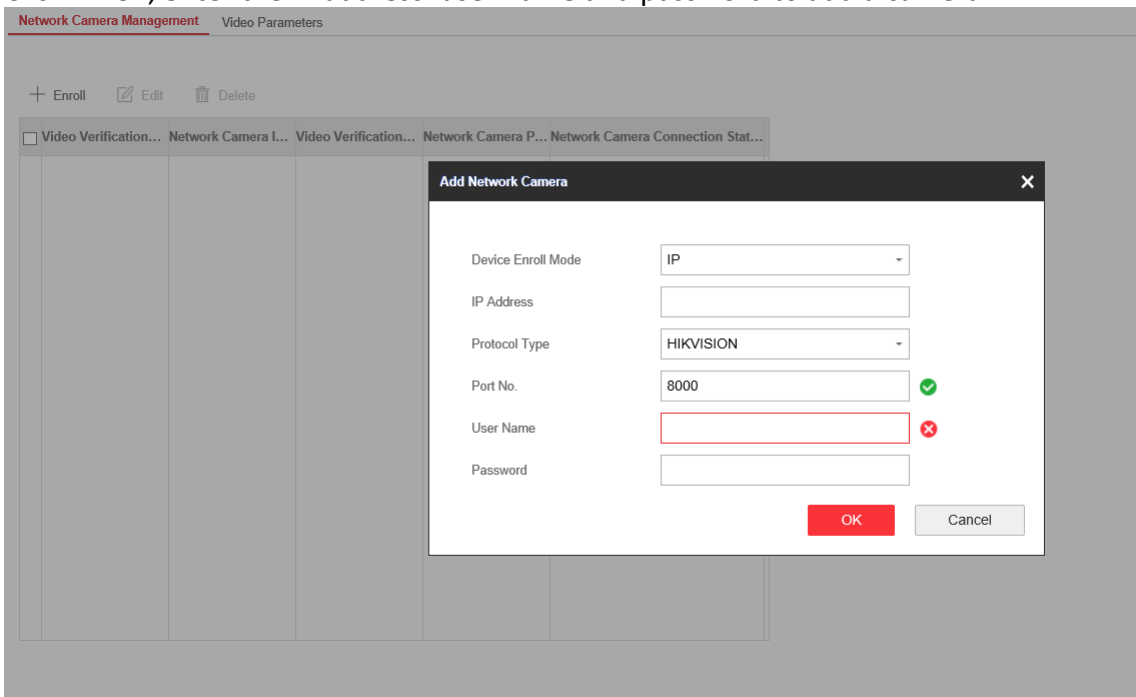 Network Camera Management Video Parameters
Enroll Edit Delete
Video Verification... Network Camera I... Video Verification... Network Camera P... Network Camera Connection Stat...
Add Network Camera
Device Enroll Mode IP
IP Address
Protocol Type HIKVISION
Port No. 8000
User Name
Password
OK Cancel